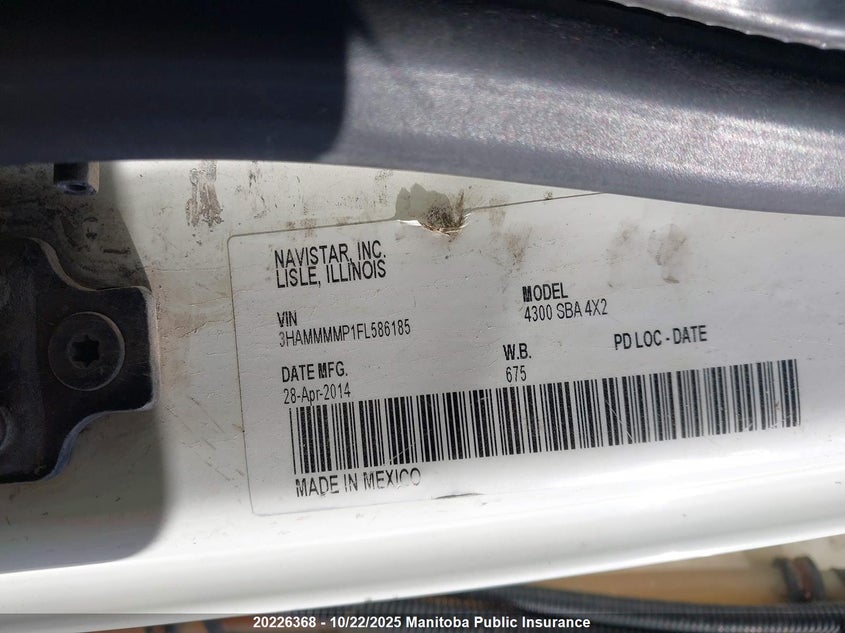 NAVISTAR, INC.
LISLE, ILLINOIS
VIN
3HAMMMMP1FL586185
MODEL
4300 SBA 4X2
DATE MFG.
28-Apr-2014
W.B.
675
PD LOC - DATE
MADE IN MEXICO
20226368 - 10/22/2025 Manitoba Public Insurance